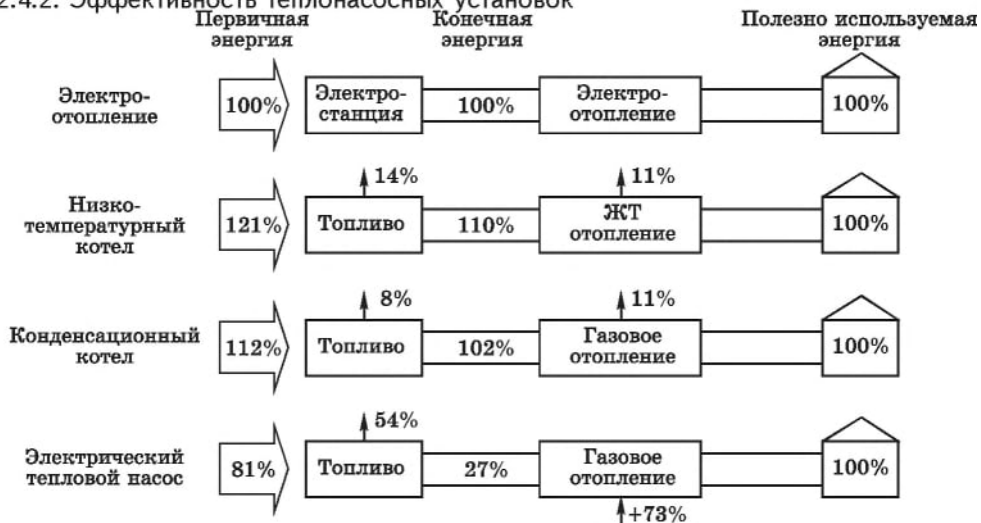 2.4.2. Эффективность теплонасосных установок
Первичная
энергия
Конечная
энергия
Полезно используемая
энергия
Электро-
отопление
100%
Электро-
станция
100%
Электро-
отопление
100%
Низко-
температурный
котел
121%
14%
Топливо
110%
11%
ЖТ
отопление
100%
Конденсационный
котел
112%
8%
Топливо
102%
11%
Газовое
отопление
100%
Электрический
тепловой насос
81%
54%
Топливо
27%
Газовое
отопление
+73%
100%